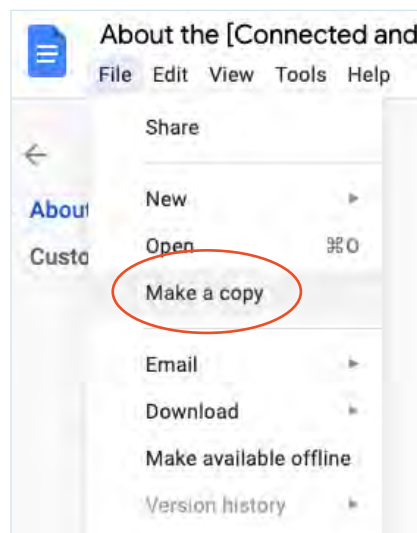 About the [Connected and
File Edit View Tools Help
Share
About
New
Open ⌘O
Custo
Make a copy
Email
Download
Make available offline
Version history